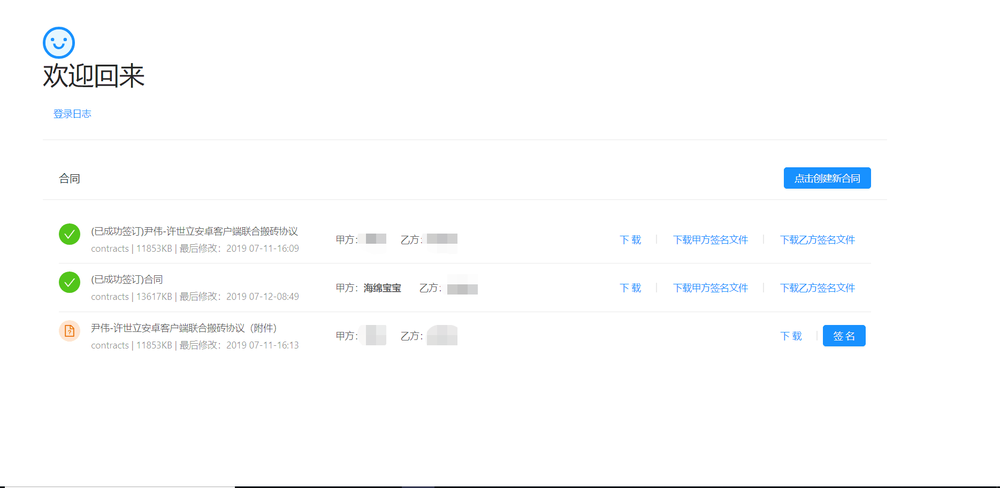 欢迎回来
登录日志
合同
点击创建新合同
(已成功签订)尹伟-许世立安卓客户端联合搬砖协议
contracts | 11853KB | 最后修改：2019 07-11-16:09
甲方：
乙方：
下 载
下载甲方签名文件
下载乙方签名文件
(已成功签订)合同
contracts | 13617KB | 最后修改：2019 07-12-08:49
甲方：海绵宝宝
乙方：
下 载
下载甲方签名文件
下载乙方签名文件
尹伟-许世立安卓客户端联合搬砖协议（附件）
contracts | 11853KB | 最后修改：2019 07-11-16:13
甲方：
乙方：
下 载
签 名